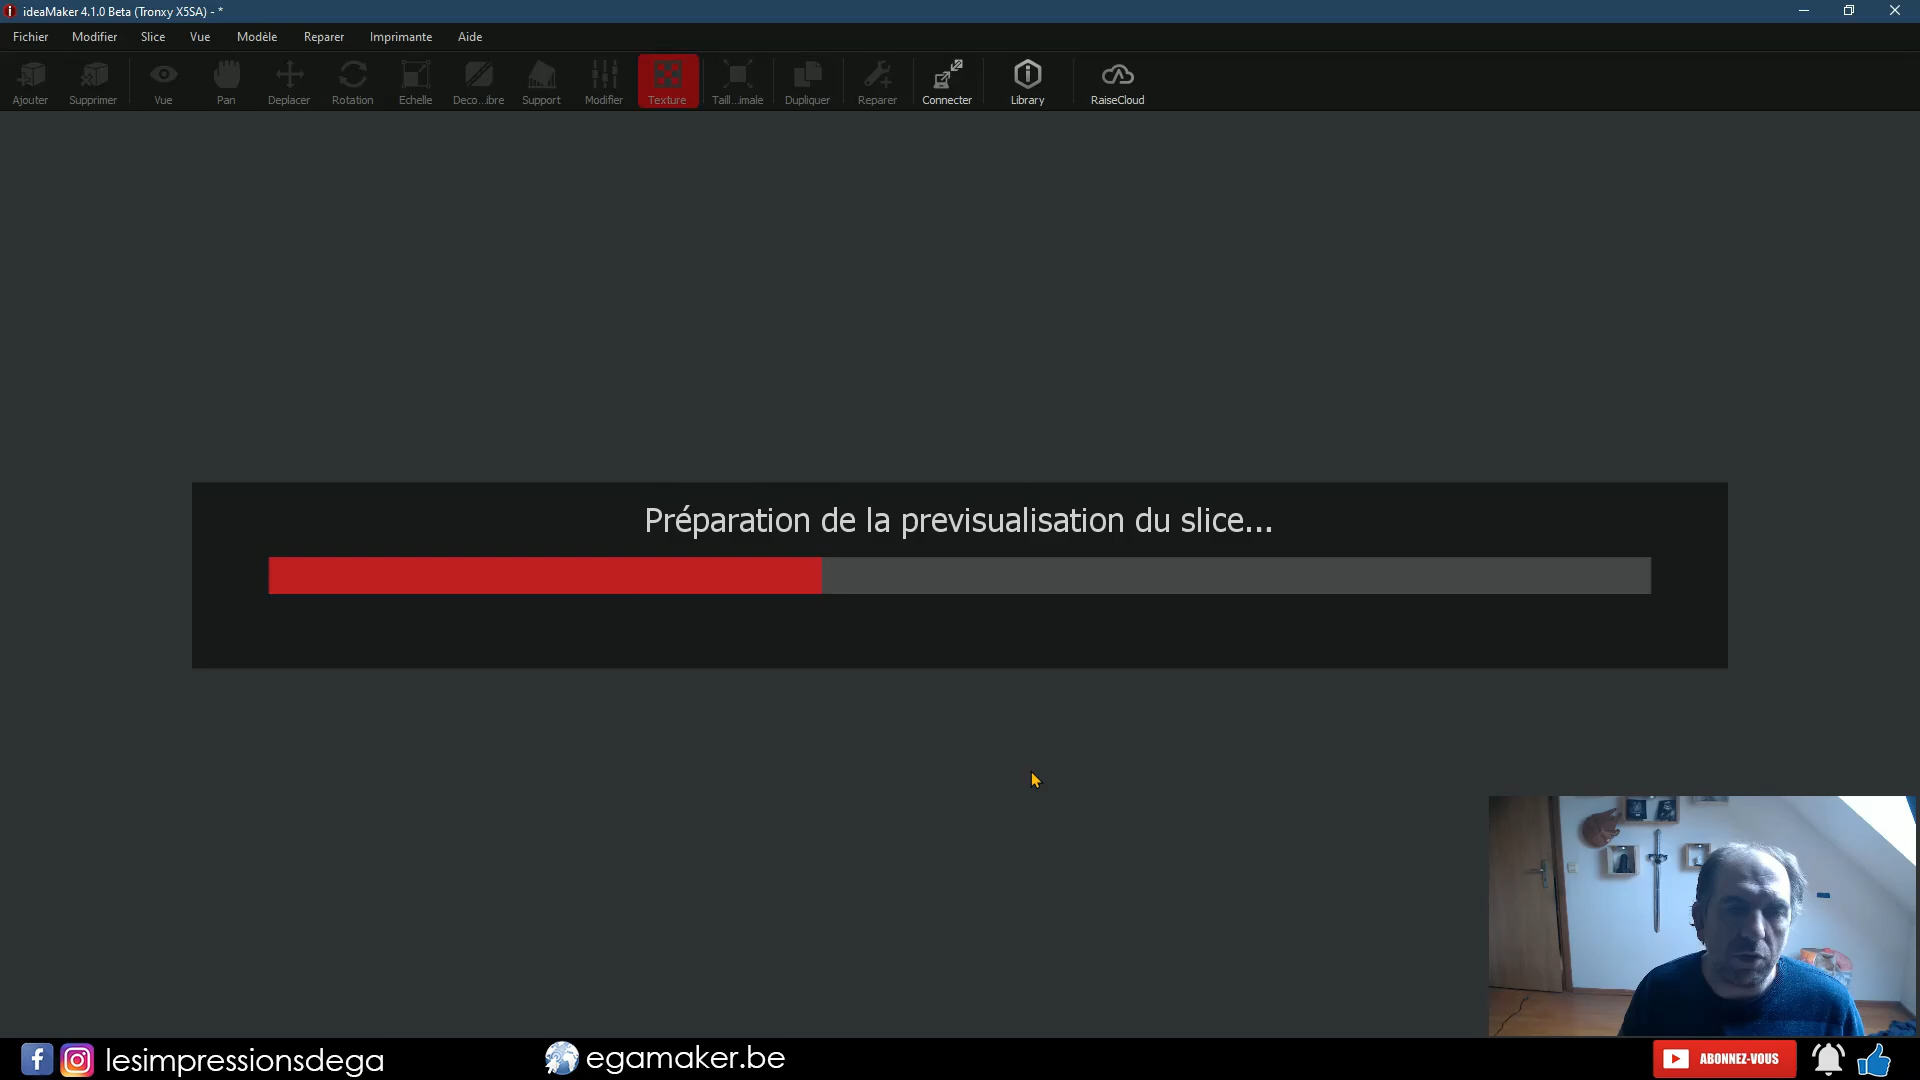 ideaMaker 4.1.0 Beta (Tronxy X5SA) - *
Fichier Modifier Slice Vue Modèle Reparer Imprimante Aide
Ajouter Supprimer Vue Pan Deplacer Rotation Echelle Deco...ibre Support Modifier Texture Taill...imale Dupliquer Reparer Connecter Library RaiseCloud
Préparation de la previsualisation du slice...
lesimpressionsdega egamaker.be ABONNEZ-VOUS